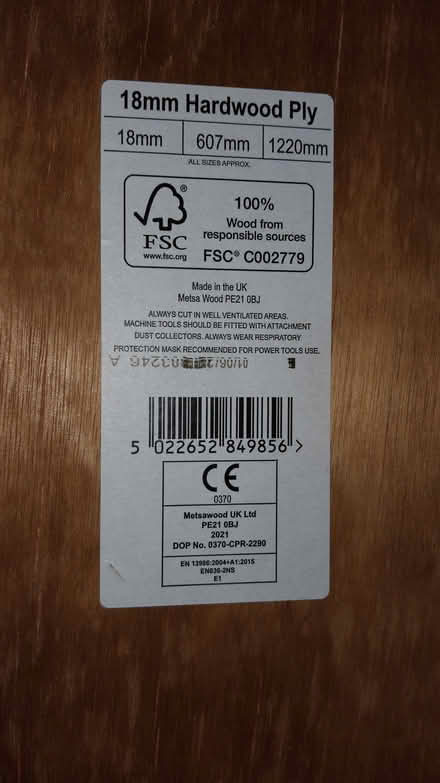 18mm Hardwood Ply
18mm 607mm 1220mm
ALL SIZES APPROX.
FSC®
www.fsc.org
100%
Wood from
responsible sources
FSC® C002779
Made in the UK
Metsa Wood PE21 0BJ
ALWAYS CUT IN WELL VENTILATED AREAS.
MACHINE TOOLS SHOULD BE FITTED WITH ATTACHMENT
DUST COLLECTORS. ALWAYS WEAR RESPIRATORY
PROTECTION MASK RECOMMENDED FOR POWER TOOLS USE.
5 022652 849856 >
CE
0370
Metsawood UK Ltd
PE21 0BJ
2021
DOP No. 0370-CPR-2290
EN 13986:2004+A1:2015
EN636-2NS
E1